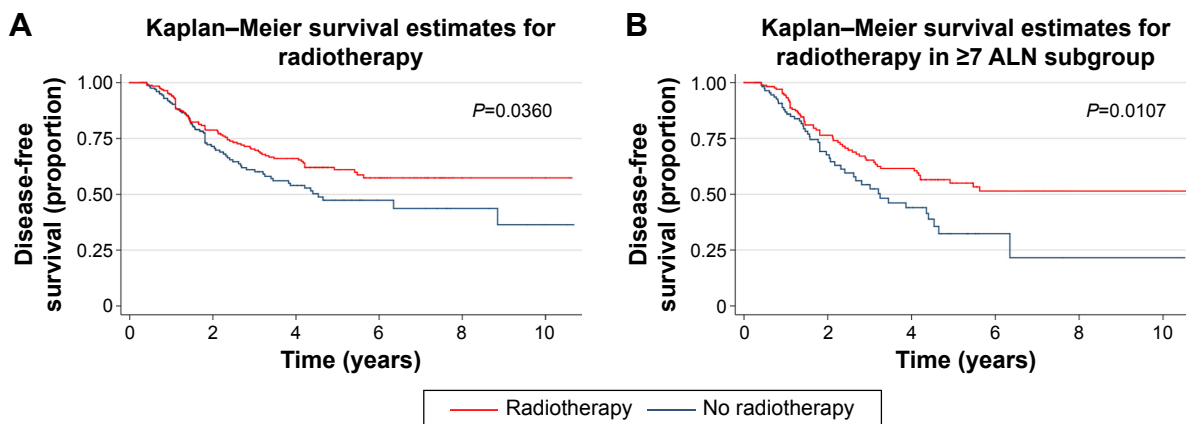 A
Kaplan–Meier survival estimates for
radiotherapy
1.00
0.75
0.50
0.25
0
Disease-free
survival (proportion)
P=0.0360
0 2 4 6 8 10
Time (years)
B
Kaplan–Meier survival estimates for
radiotherapy in ≥7 ALN subgroup
1.00
0.75
0.50
0.25
0
Disease-free
survival (proportion)
P=0.0107
0 2 4 6 8 10
Time (years)
Radiotherapy No radiotherapy